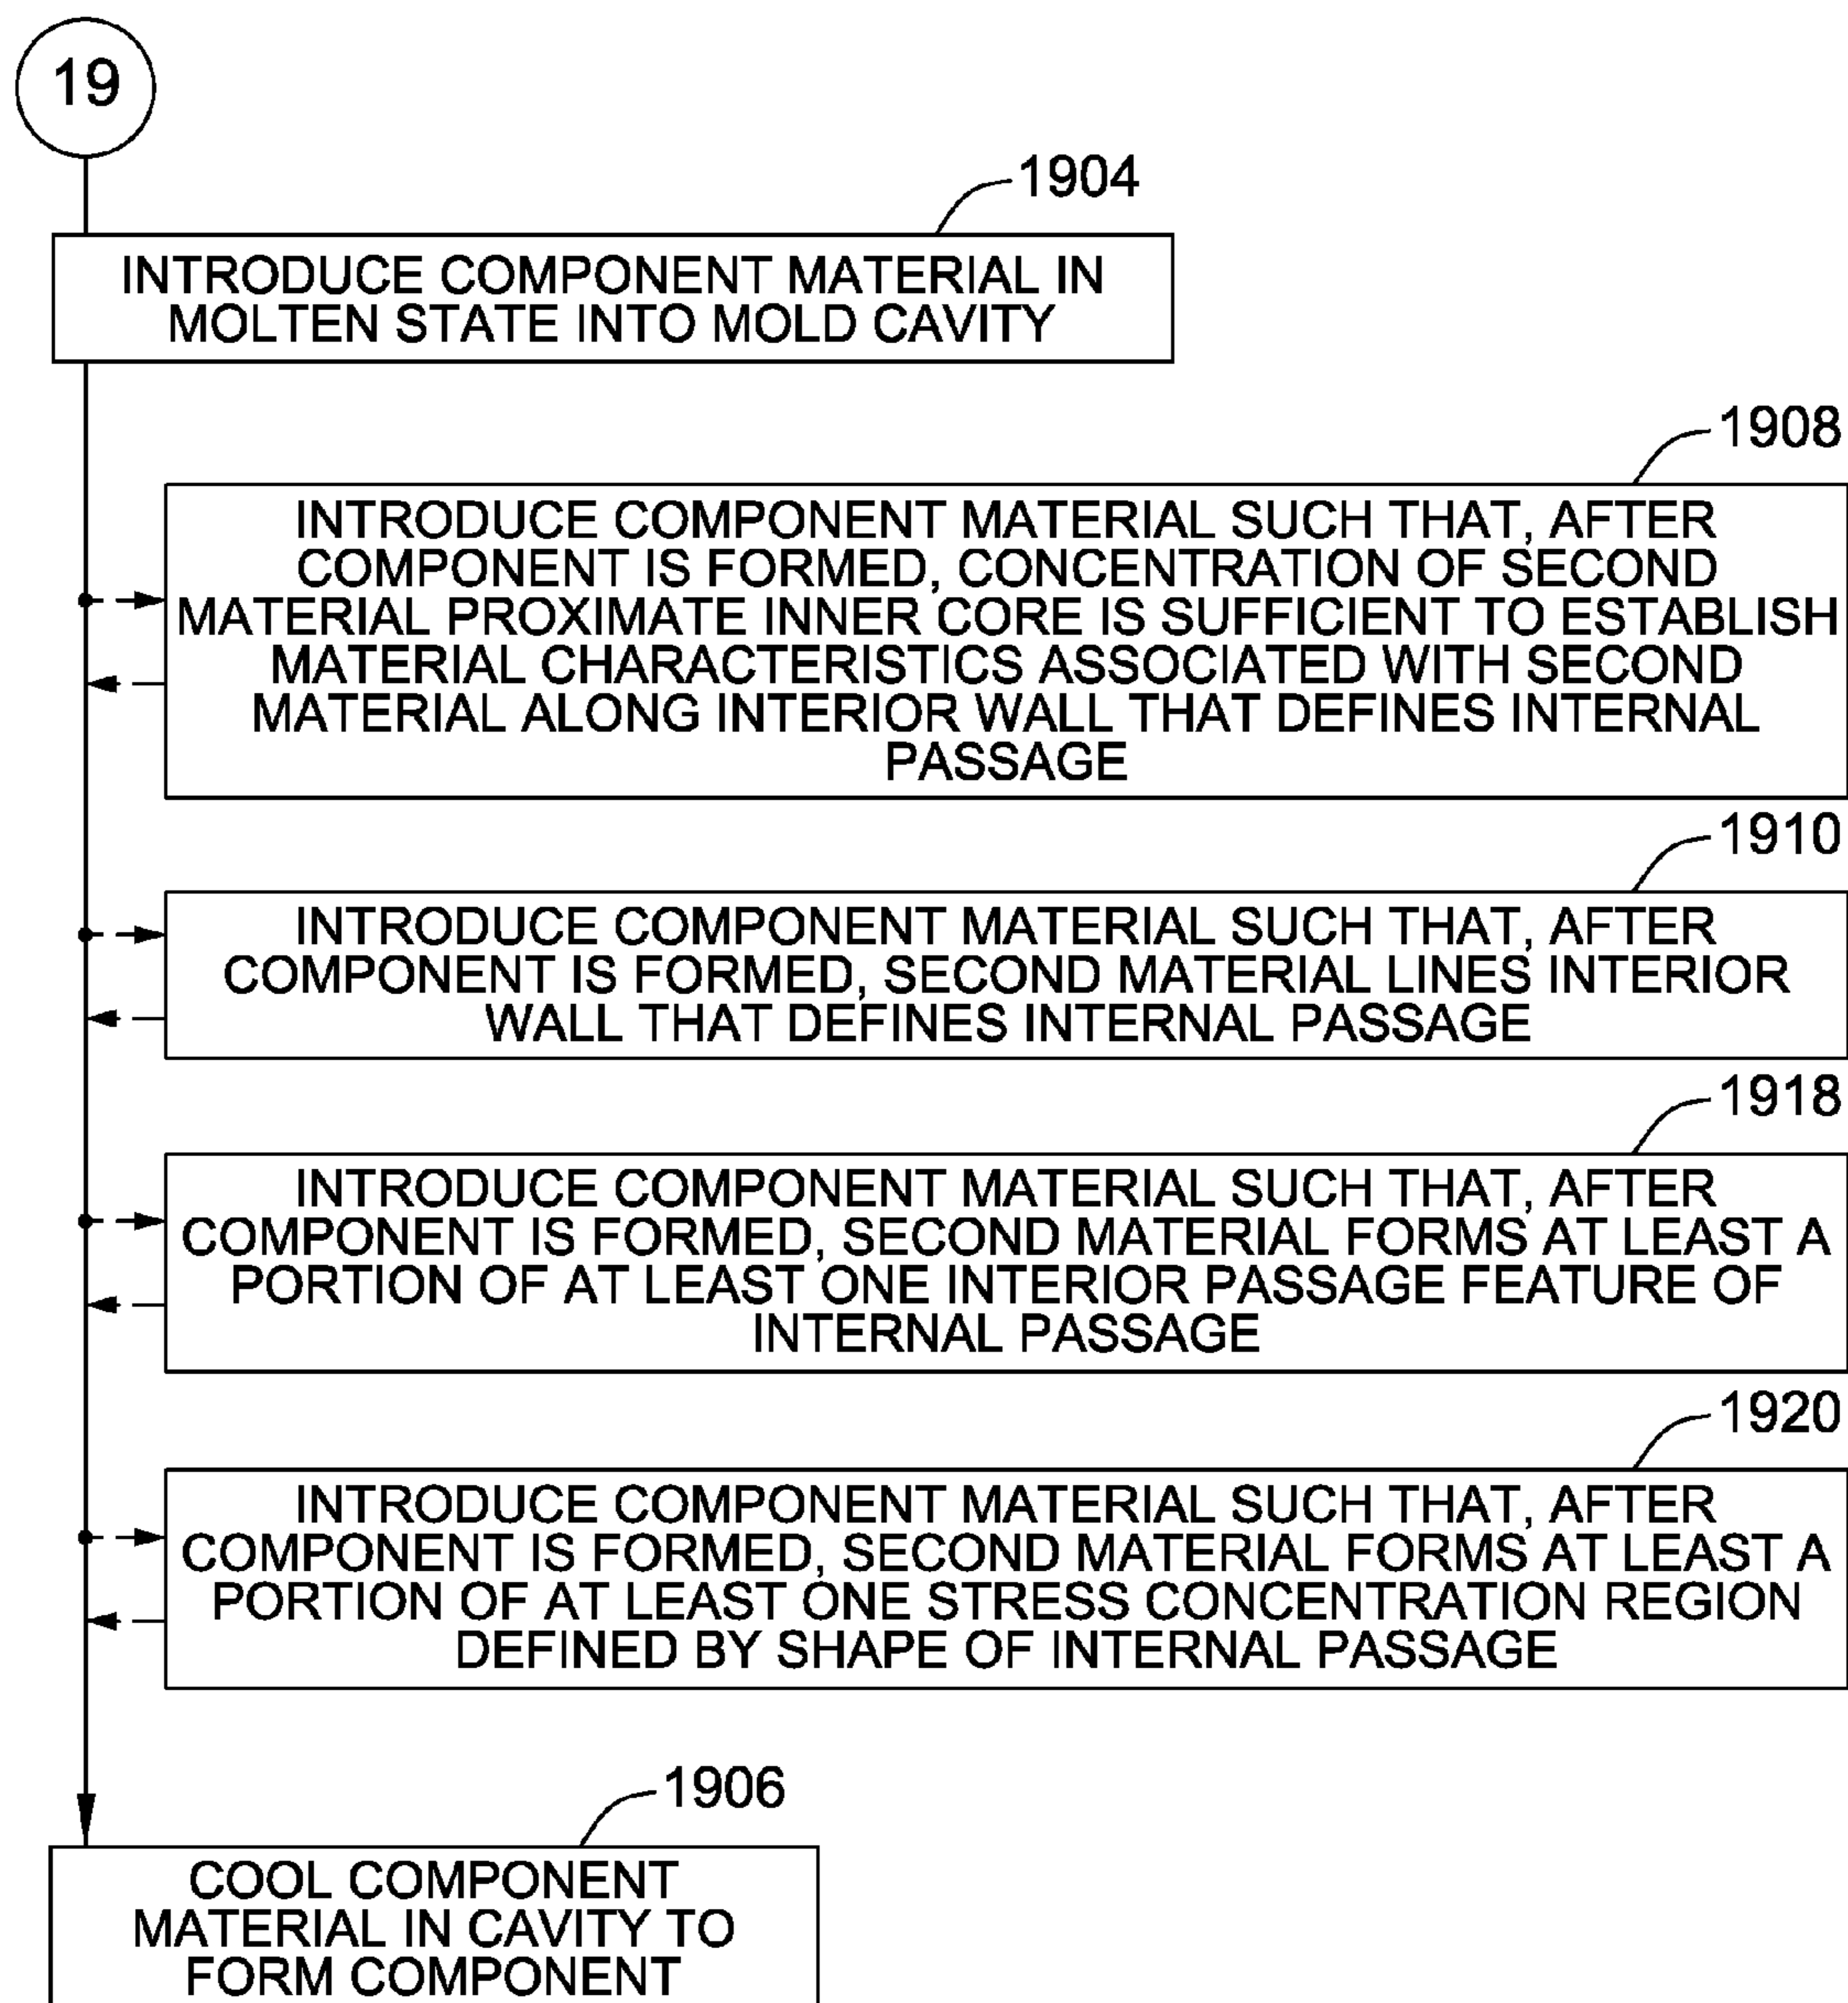 19
1904
INTRODUCE COMPONENT MATERIAL IN
MOLTEN STATE INTO MOLD CAVITY
1908
INTRODUCE COMPONENT MATERIAL SUCH THAT, AFTER
COMPONENT IS FORMED, CONCENTRATION OF SECOND
MATERIAL PROXIMATE INNER CORE IS SUFFICIENT TO ESTABLISH
MATERIAL CHARACTERISTICS ASSOCIATED WITH SECOND
MATERIAL ALONG INTERIOR WALL THAT DEFINES INTERNAL
PASSAGE
1910
INTRODUCE COMPONENT MATERIAL SUCH THAT, AFTER
COMPONENT IS FORMED, SECOND MATERIAL LINES INTERIOR
WALL THAT DEFINES INTERNAL PASSAGE
1918
INTRODUCE COMPONENT MATERIAL SUCH THAT, AFTER
COMPONENT IS FORMED, SECOND MATERIAL FORMS AT LEAST A
PORTION OF AT LEAST ONE INTERIOR PASSAGE FEATURE OF
INTERNAL PASSAGE
1920
INTRODUCE COMPONENT MATERIAL SUCH THAT, AFTER
COMPONENT IS FORMED, SECOND MATERIAL FORMS AT LEAST A
PORTION OF AT LEAST ONE STRESS CONCENTRATION REGION
DEFINED BY SHAPE OF INTERNAL PASSAGE
1906
COOL COMPONENT
MATERIAL IN CAVITY TO
FORM COMPONENT